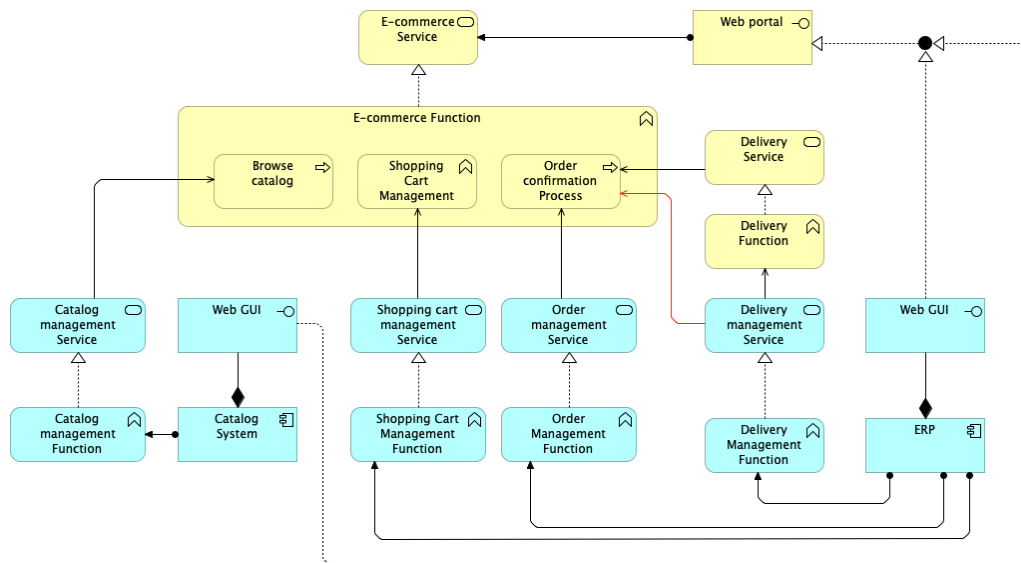 E-commerce
Service
Web portal
E-commerce Function
Browse
catalog
Shopping
Cart
Management
Order
confirmation
Process
Delivery
Service
Delivery
Function
Catalog
management
Service
Web GUI
Shopping cart
management
Service
Order
management
Service
Delivery
management
Service
Web GUI
Catalog
management
Function
Catalog
System
Shopping Cart
Management
Function
Order
Management
Function
Delivery
Management
Function
ERP